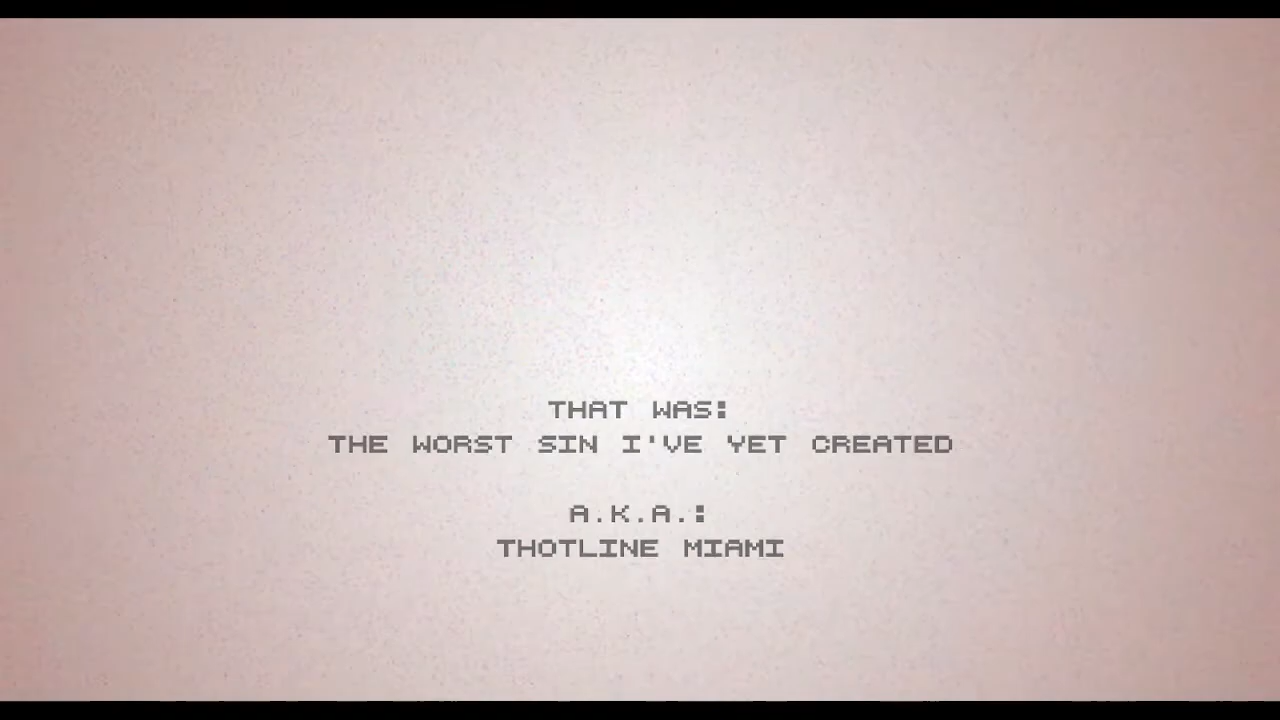 THAT WAS:
THE WORST SIN I'VE YET CREATED
A.K.A.:
THOTLINE MIAMI